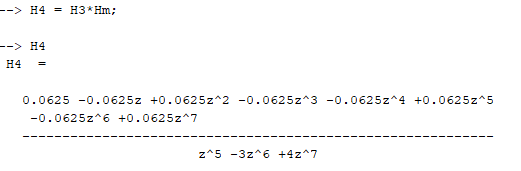 --> H4 = H3*Hm;
--> H4
H4  =
0.0625 -0.0625z +0.0625z^2 -0.0625z^3 -0.0625z^4 +0.0625z^5
-0.0625z^6 +0.0625z^7
-----------------------------------------------------------
z^5 -3z^6 +4z^7